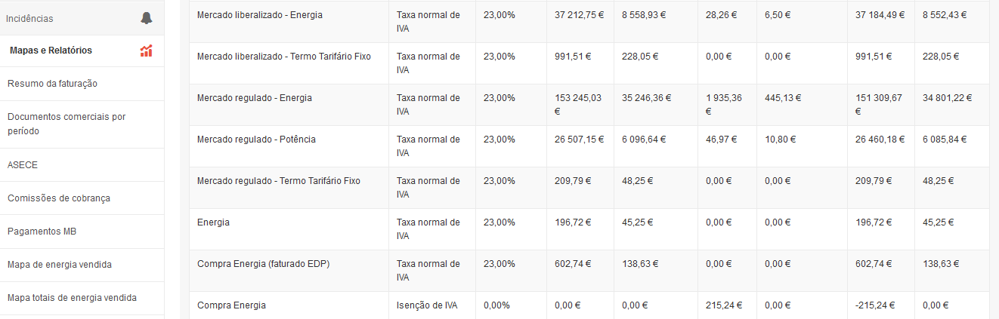 Incidências
Mapas e Relatórios
Resumo da faturação
Documentos comerciais por
período
ASECE
Comissões de cobrança
Pagamentos MB
Mapa de energia vendida
Mapa totais de energia vendida
Mercado liberalizado - Energia Taxa normal de 23,00% 37 212,75 € 8 558,93 € 28,26 € 6,50 € 37 184,49 € 8 552,43 €
IVA
Mercado liberalizado - Termo Tarifário Fixo Taxa normal de 23,00% 991,51 € 228,05 € 0,00 € 0,00 € 991,51 € 228,05 €
IVA
Mercado regulado - Energia Taxa normal de 23,00% 153 245,03 35 246,36 € 1 935,36 445,13 € 151 309,67 34 801,22 €
IVA € € €
Mercado regulado - Potência Taxa normal de 23,00% 26 507,15 € 6 096,64 € 46,97 € 10,80 € 26 460,18 € 6 085,84 €
IVA
Mercado regulado - Termo Tarifário Fixo Taxa normal de 23,00% 209,79 € 48,25 € 0,00 € 0,00 € 209,79 € 48,25 €
IVA
Energia Taxa normal de 23,00% 196,72 € 45,25 € 0,00 € 0,00 € 196,72 € 45,25 €
IVA
Compra Energia (faturado EDP) Taxa normal de 23,00% 602,74 € 138,63 € 0,00 € 0,00 € 602,74 € 138,63 €
IVA
Compra Energia Isenção de IVA 0,00% 0,00 € 0,00 € 215,24 € 0,00 € -215,24 € 0,00 €